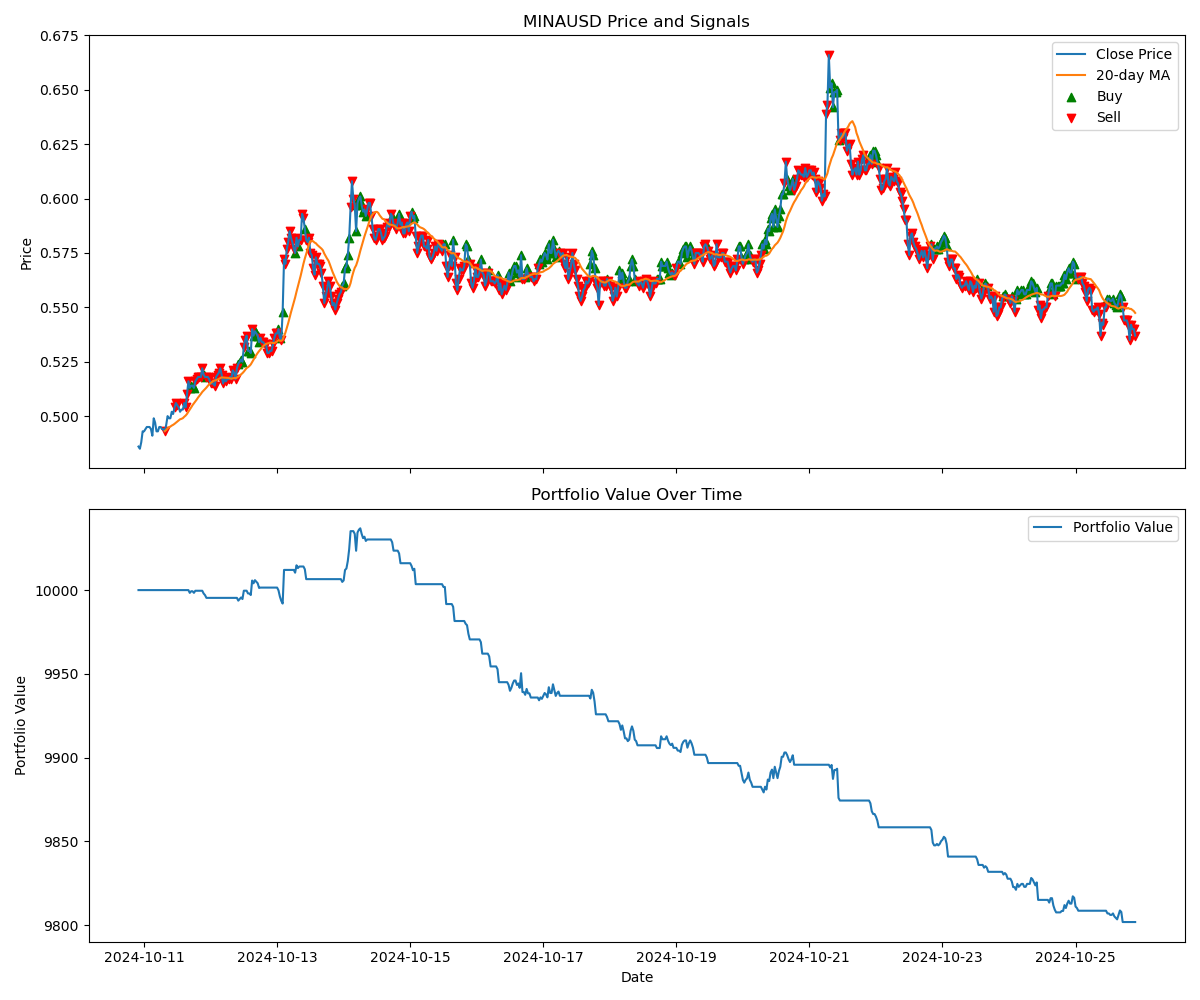 MINAUSD Price and Signals
0.675
0.650
0.625
0.600
0.575
0.550
0.525
0.500
Price
Close Price
20-day MA
Buy
Sell
Portfolio Value Over Time
10000
9950
9900
9850
9800
Portfolio Value
Portfolio Value
2024-10-11 2024-10-13 2024-10-15 2024-10-17 2024-10-19 2024-10-21 2024-10-23 2024-10-25
Date